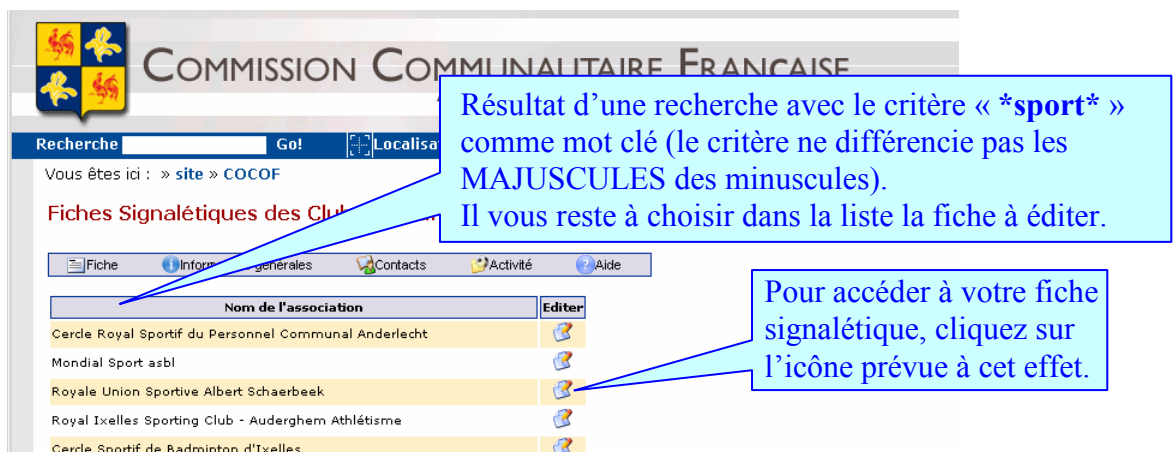 COMMISSION COMMUNAUTAIRE FRANÇAISE
Résultat d’une recherche avec le critère « *sport* »
comme mot clé (le critère ne différencie pas les
MAJUSCULES des minuscules).
Il vous reste à choisir dans la liste la fiche à éditer.
Recherche Go! Localisa
Vous êtes ici : » site » COCOF
Fiches Signalétiques des Clu
Fiche Inform générales Contacts Activité Aide
Nom de l'association Editer
Pour accéder à votre fiche
signalétique, cliquez sur
l’icône prévue à cet effet.
Cercle Royal Sportif du Personnel Communal Anderlecht
Mondial Sport asbl
Royale Union Sportive Albert Schaerbeek
Royal Ixelles Sporting Club - Auderghem Athlétisme
Cercle Sportif de Badminton d'Ixelles